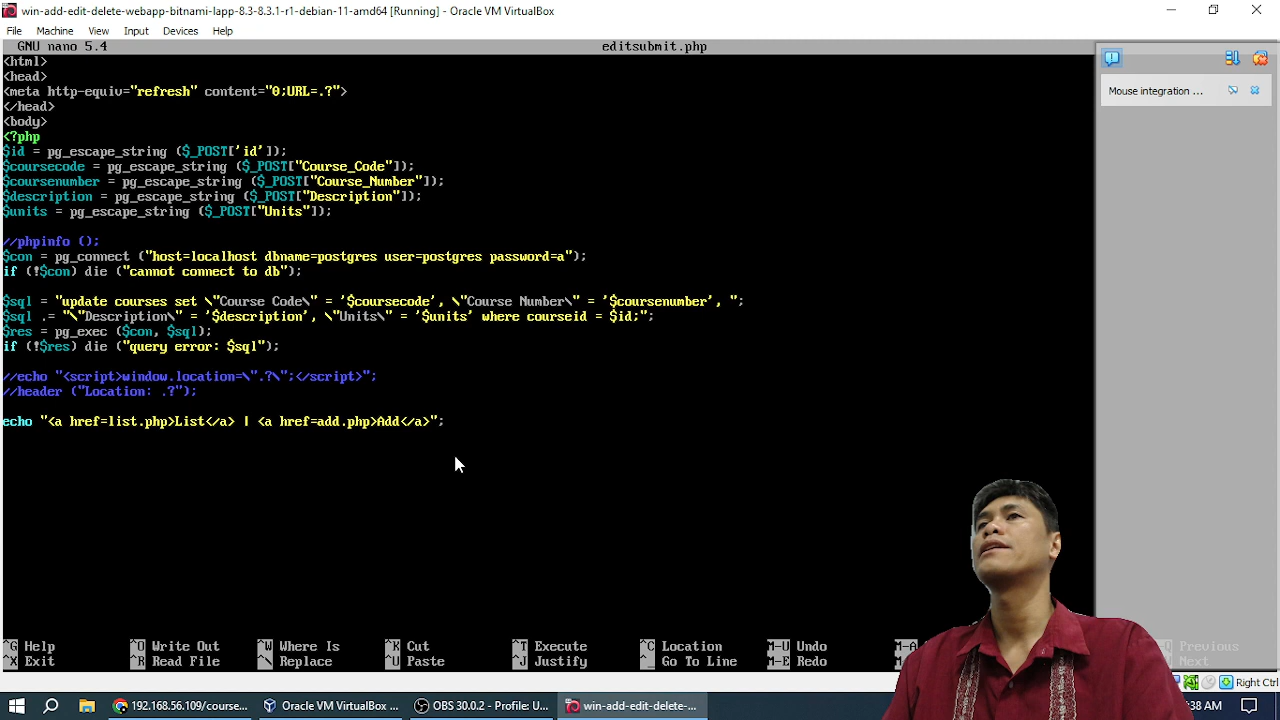 win-add-edit-delete-webapp-bitnami-lapp-8.3-8.3.1-r1-debian-11-amd64 [Running] - Oracle VM VirtualBox
File Machine View Input Devices Help
GNU nano 5.4 editsubmit.php
<html>
<head>
<meta http-equiv="refresh" content="0;URL=.?">
</head>
<body>
<?php
$id = pg_escape_string ($_POST['id']);
$coursecode = pg_escape_string ($_POST["Course_Code"]);
$coursenumber = pg_escape_string ($_POST["Course_Number"]);
$description = pg_escape_string ($_POST["Description"]);
$units = pg_escape_string ($_POST["Units"]);
//phpinfo ();
$con = pg_connect ("host=localhost dbname=postgres user=postgres password=a");
if (!$con) die ("cannot connect to db");
$sql = "update courses set \"Course Code\" = '$coursecode', \"Course Number\" = '$coursenumber', ";
$sql .= "\"Description\" = '$description', \"Units\" = '$units' where courseid = $id;";
$res = pg_exec ($con, $sql);
if (!$res) die ("query error: $sql");
//echo "<script>window.location=\".?\";</script>";
//header ("Location: .?");
echo "<a href=list.php>List</a> | <a href=add.php>Add</a>";
Mouse integration ...
^G Help ^O Write Out ^W Where Is ^K Cut ^T Execute ^C Location M-U Undo M-A Previous
^X Exit ^R Read File ^\ Replace ^U Paste ^J Justify ^_ Go To Line M-E Redo Next
Right Ctrl
192.168.56.109/course... Oracle VM VirtualBox ... OBS 30.0.2 - Profile: U... win-add-edit-delete-... :38 AM